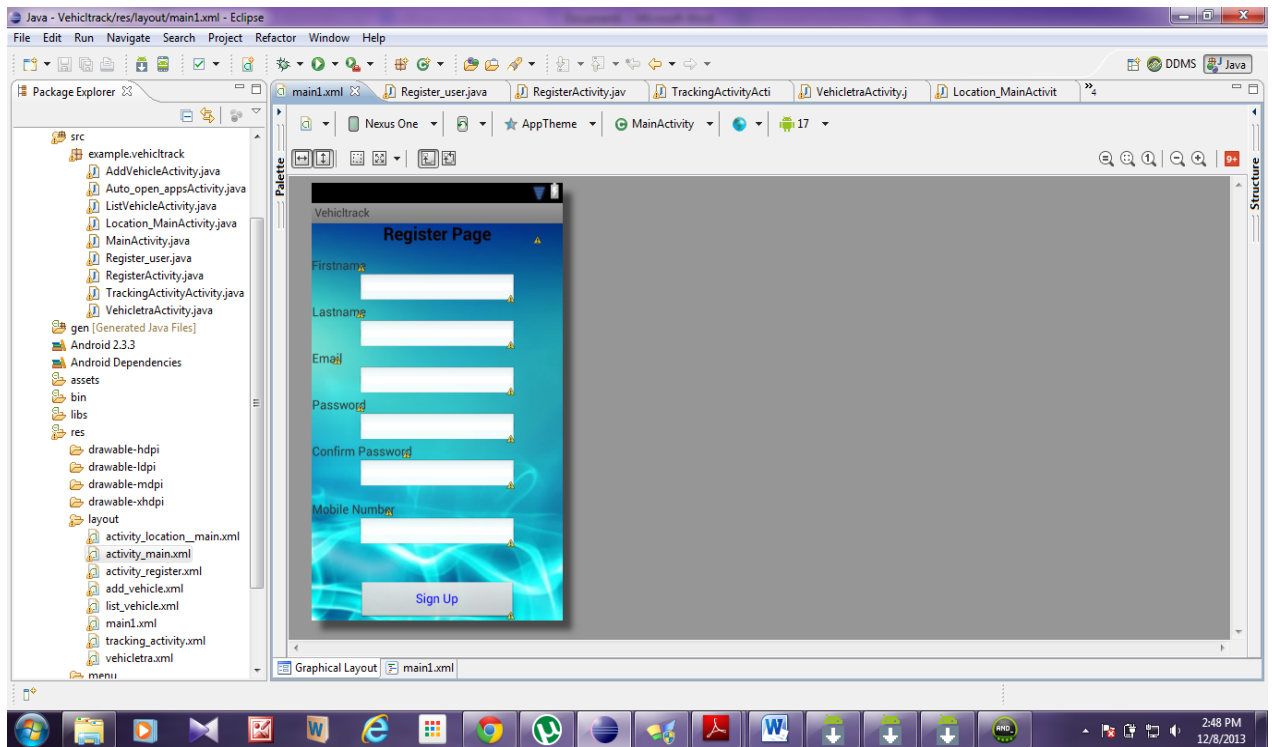 Java - Vehicltrack/res/layout/main1.xml - Eclipse
File Edit Run Navigate Search Project Refactor Window Help
DDMS Java
Package Explorer
main1.xml Register_user.java RegisterActivity.jav TrackingActivityActi VehicletraActivity.j Location_MainActivit »4
Nexus One AppTheme MainActivity 17
9+
Palette
Structure
src
example.vehicltrack
AddVehicleActivity.java
Auto_open_appsActivity.java
ListVehicleActivity.java
Location_MainActivity.java
MainActivity.java
Register_user.java
RegisterActivity.java
TrackingActivityActivity.java
VehicletraActivity.java
gen [Generated Java Files]
Android 2.3.3
Android Dependencies
assets
bin
libs
res
drawable-hdpi
drawable-ldpi
drawable-mdpi
drawable-xhdpi
layout
activity_location__main.xml
activity_main.xml
activity_register.xml
add_vehicle.xml
list_vehicle.xml
main1.xml
tracking_activity.xml
vehicletra.xml
menu
Vehicltrack
Register Page
Firstname
Lastname
Email
Password
Confirm Password
Mobile Number
Sign Up
Graphical Layout main1.xml
2:48 PM
12/8/2013